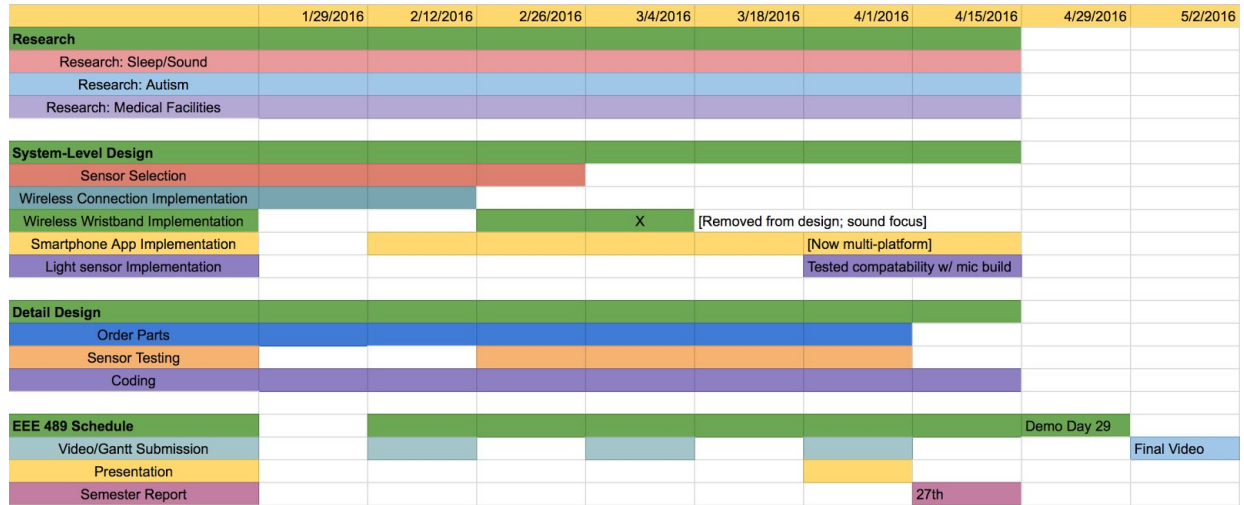 1/29/2016 2/12/2016 2/26/2016 3/4/2016 3/18/2016 4/1/2016 4/15/2016 4/29/2016 5/2/2016
Research
Research: Sleep/Sound
Research: Autism
Research: Medical Facilities
System-Level Design
Sensor Selection
Wireless Connection Implementation
Wireless Wristband Implementation X [Removed from design; sound focus]
Smartphone App Implementation [Now multi-platform]
Light sensor Implementation Tested compatability w/ mic build
Detail Design
Order Parts
Sensor Testing
Coding
EEE 489 Schedule Demo Day 29
Video/Gantt Submission Final Video
Presentation
Semester Report 27th